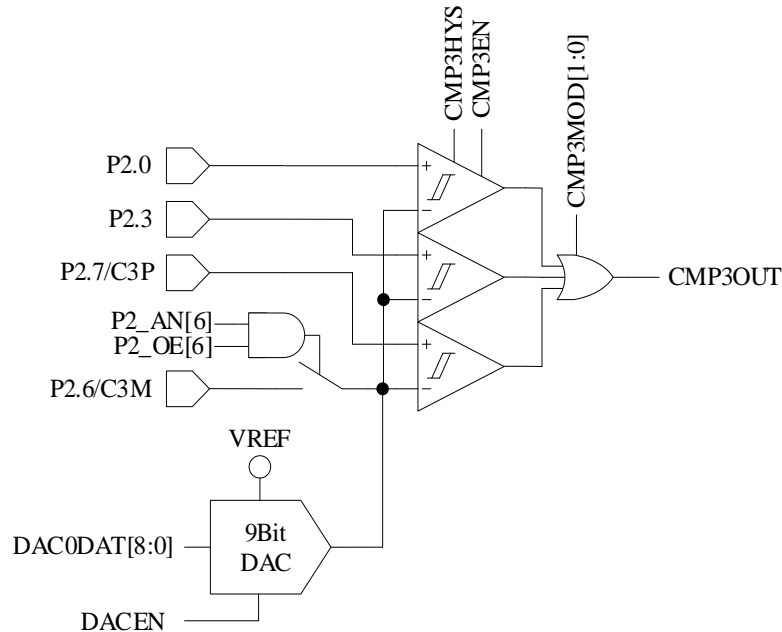 CMP3HYS
CMP3EN
CMP3MOD[1:0]
P2.0
+
−
P2.3
+
−
P2.7/C3P
CMP3OUT
P2_AN[6]
P2_OE[6]
+
−
P2.6/C3M
VREF
9Bit
DAC
DAC0DAT[8:0]
DACEN